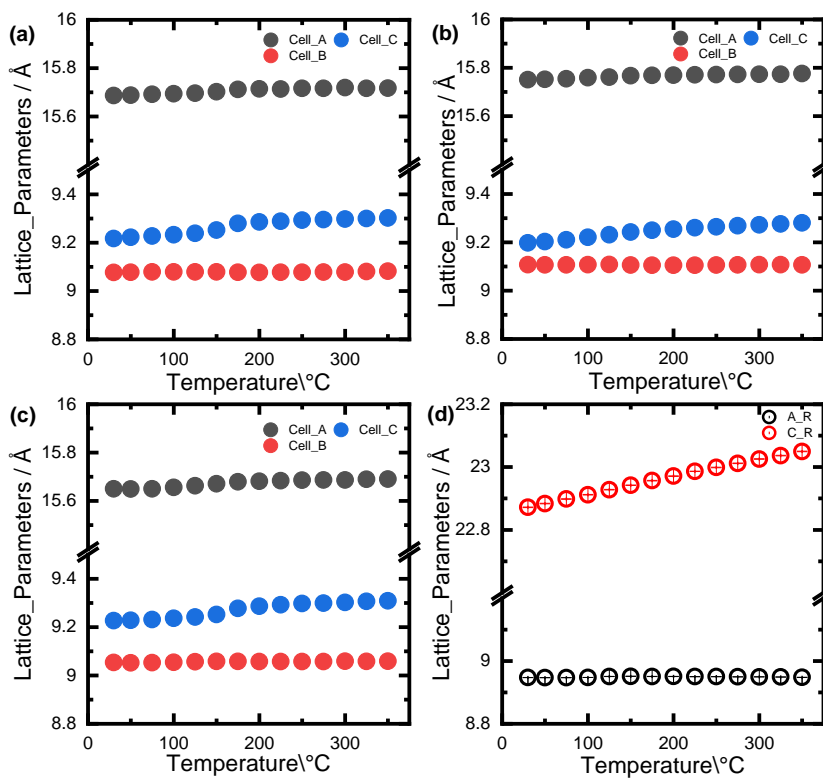 (a)
Cell_A Cell_C
Cell_B
16
15.8
15.6
9.4
9.2
9
8.8
0 100 200 300
Lattice_Parameters / Å
Temperature\°C
(b)
Cell_A Cell_C
Cell_B
16
15.8
15.6
9.4
9.2
9
8.8
0 100 200 300
Lattice_Parameters / Å
Temperature\°C
(c)
Cell_A Cell_C
Cell_B
16
15.8
15.6
9.4
9.2
9
8.8
0 100 200 300
Lattice_Parameters / Å
Temperature\°C
(d)
A_R
C_R
23.2
23
22.8
9
8.8
0 100 200 300
Lattice_Parameters / Å
Temperature\°C